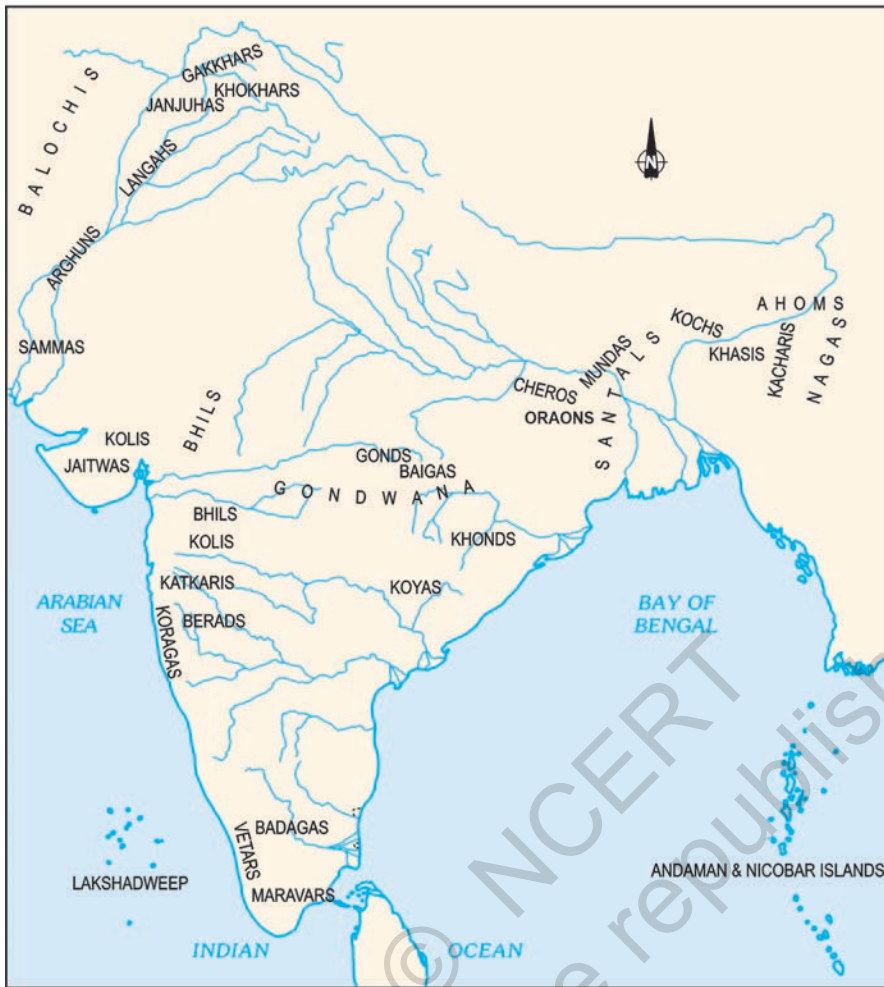 GAKKHARS
KHOKHARS
JANJUHAS
BALOCHIS
LANGAHS
N
ARGHUNS
AHOMS
KOCHS
SAMMAS
KHASIS
KACHARIS
NAGAS
MUNDAS
CHEROS
SANTALS
ORAONS
BHILS
KOLIS
JAITWAS
GONDS
BAIGAS
GONDWANA
BHILS
KOLIS
KHONDS
KATKARIS
KOYAS
ARABIAN
SEA
BERADS
KORAGAS
BAY OF
BENGAL
BADAGAS
VETARS
LAKSHADWEEP
MARAVARS
ANDAMAN & NICOBAR ISLANDS
INDIAN OCEAN
© NCERT
e republish